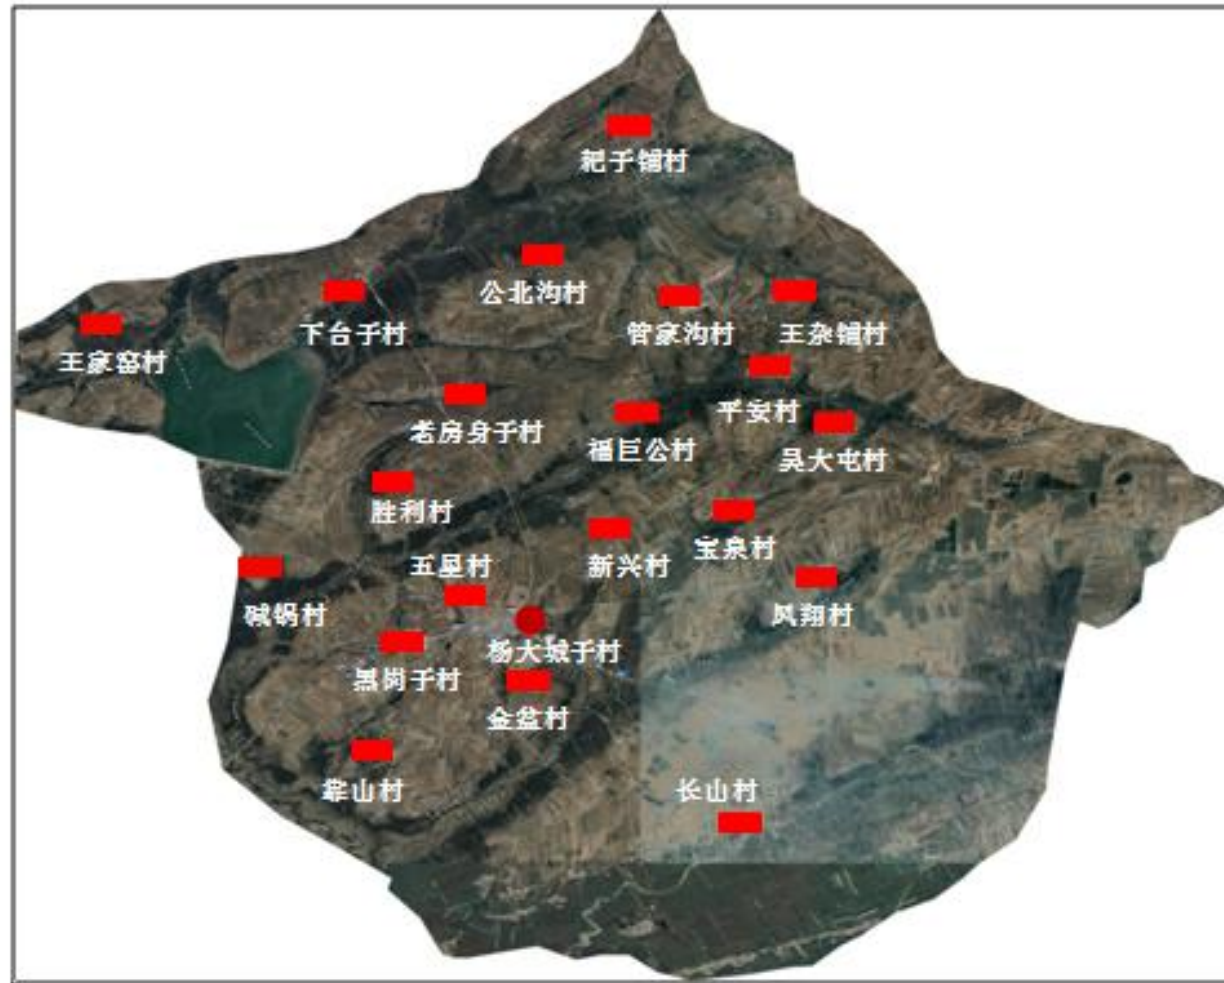 耙子铺村
公北沟村
下台子村
管家沟村
王杂铺村
王家窑村
老房身子村
平安村
福巨公村
吴大屯村
胜利村
宝泉村
五星村
新兴村
碱锅村
凤翔村
杨大城子村
黑岗子村
金盆村
靠山村
长山村